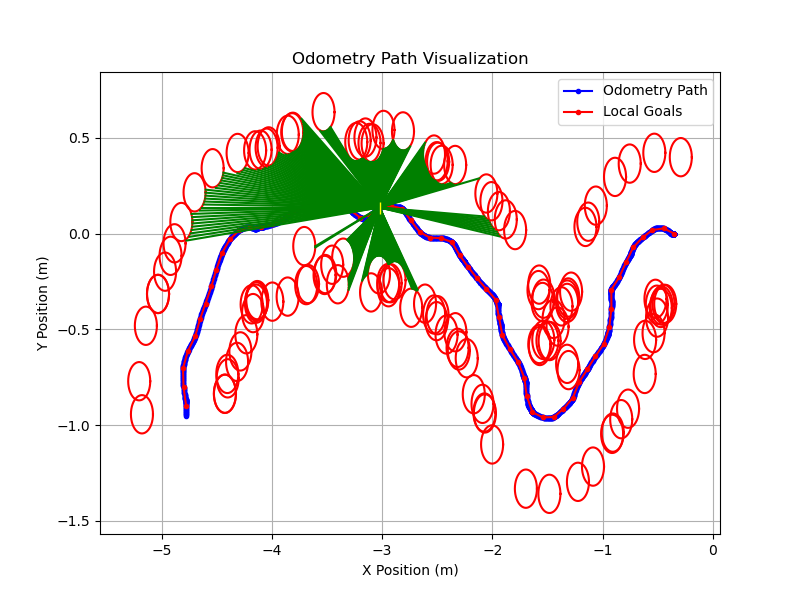 Odometry Path Visualization
Odometry Path
Local Goals
Y Position (m)
0.5
0.0
−0.5
−1.0
−1.5
−5
−4
−3
−2
−1
0
X Position (m)